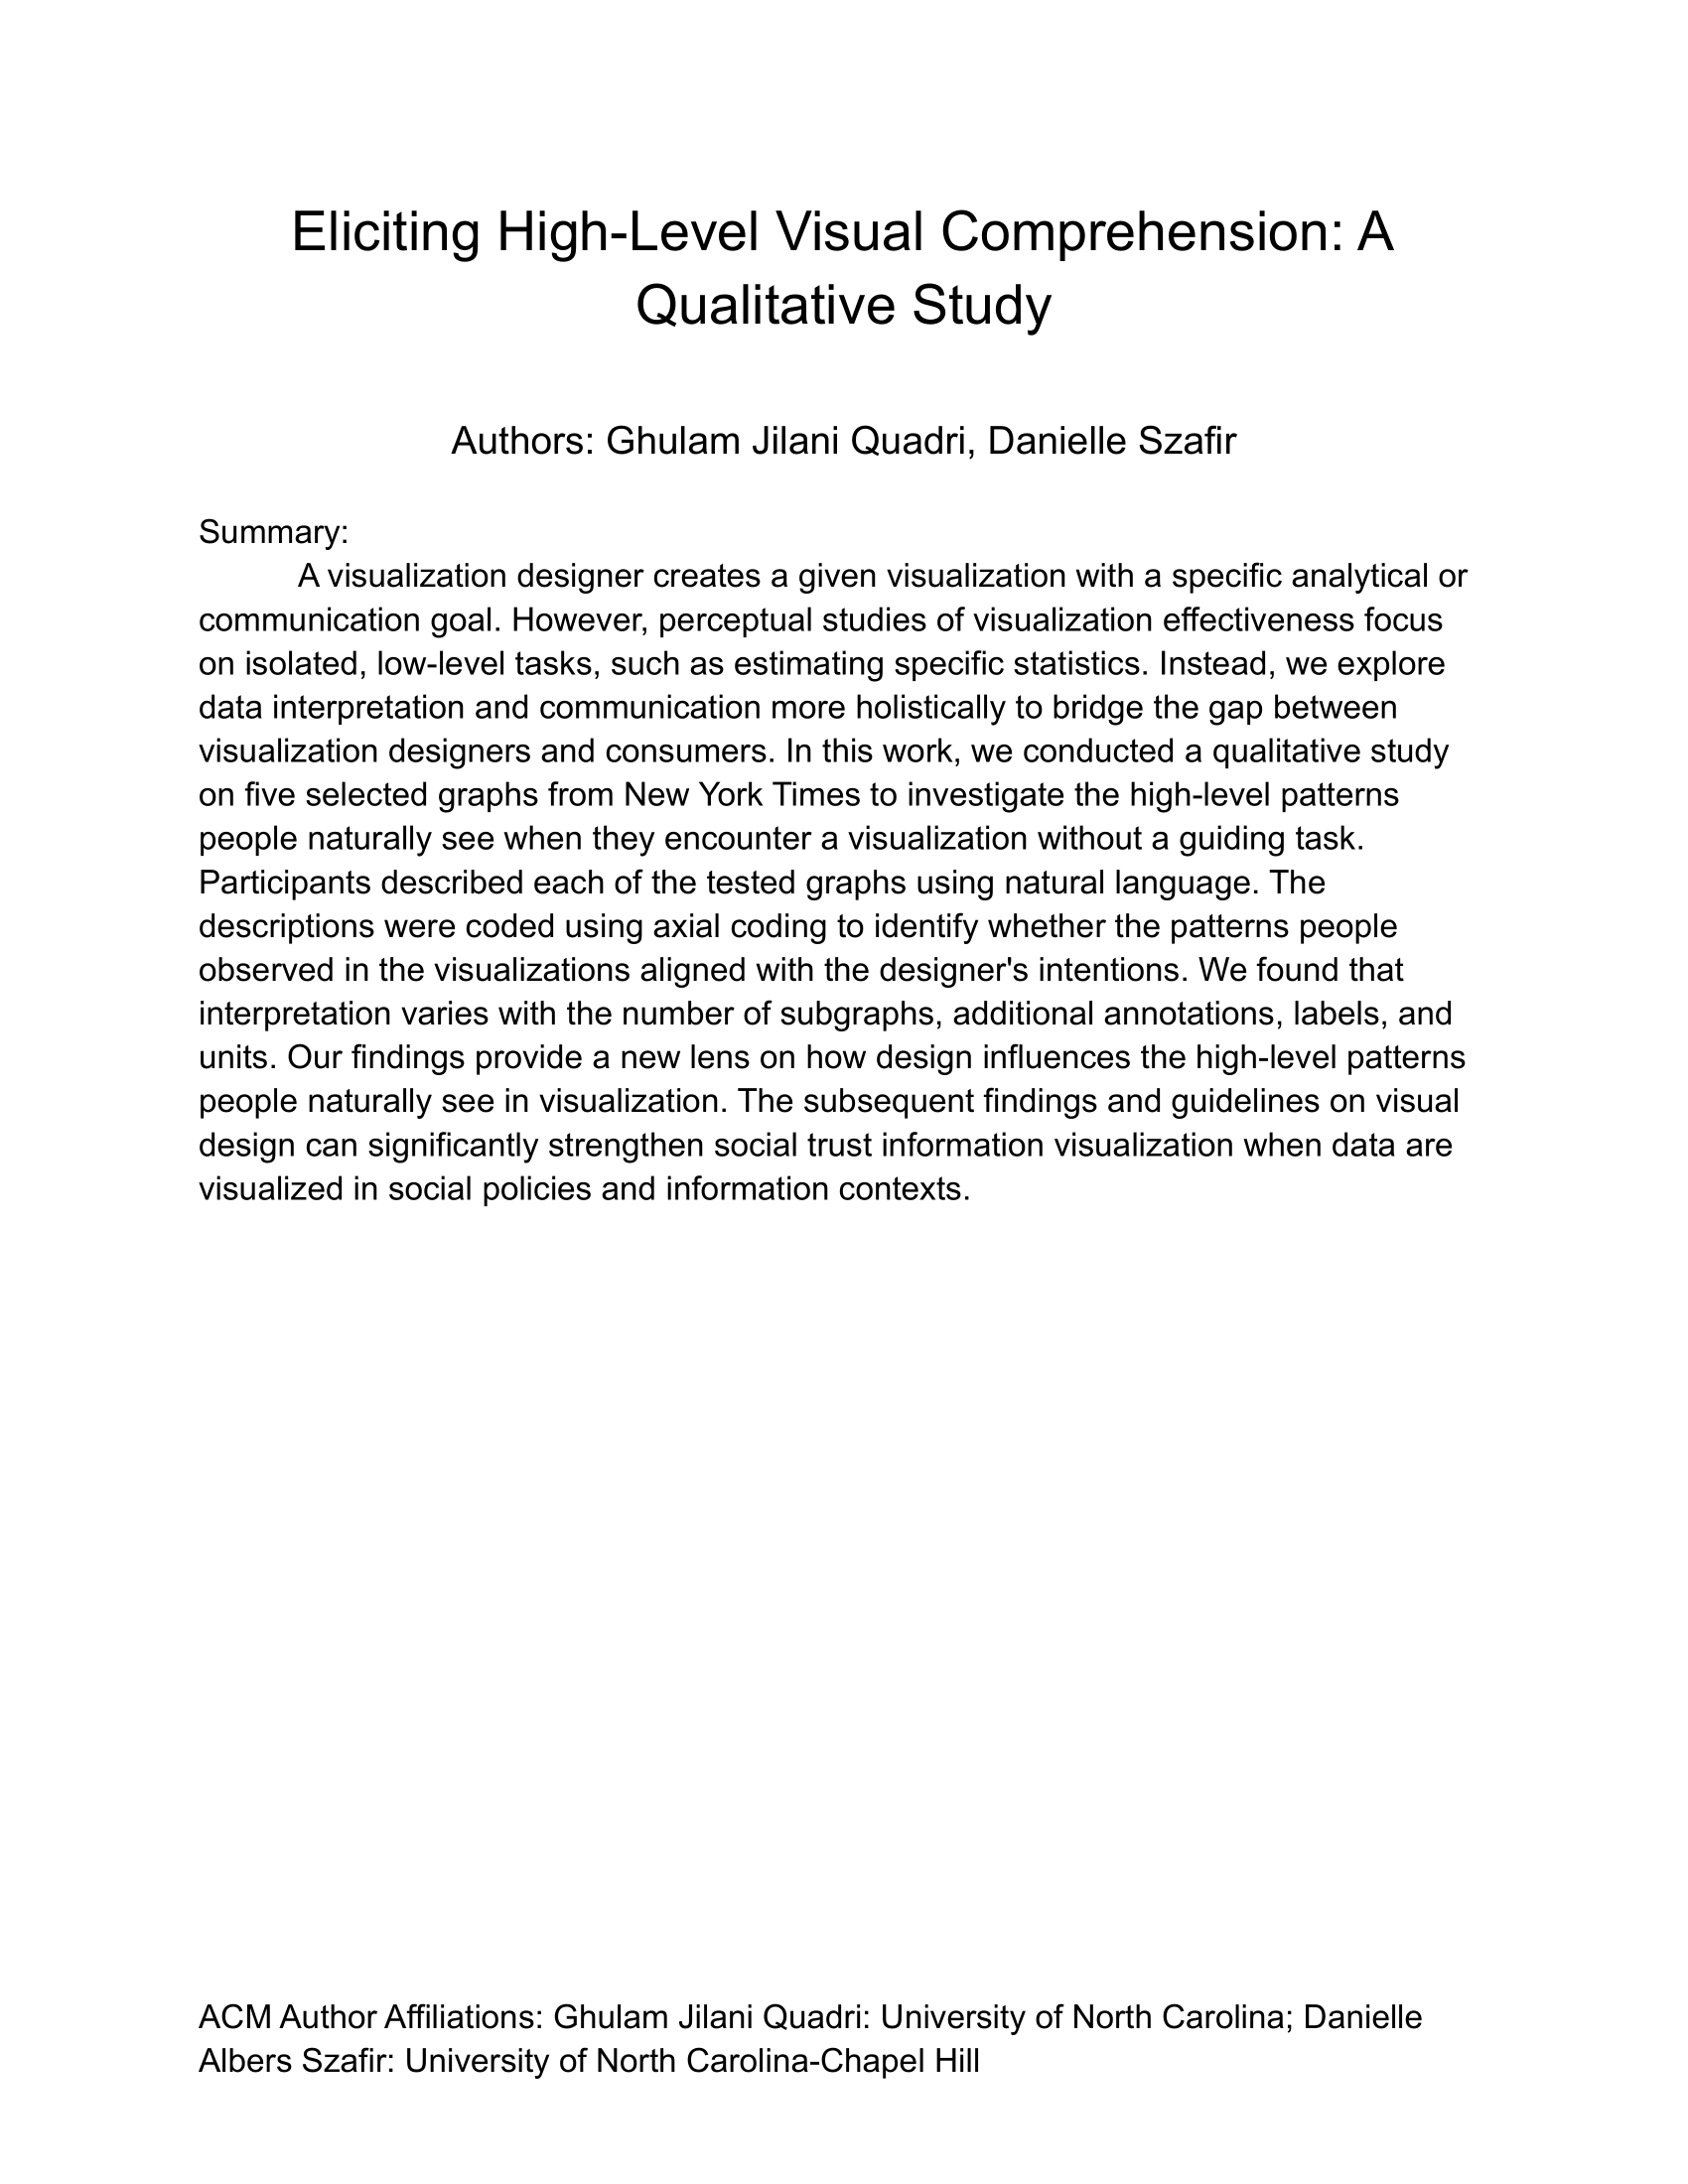 Eliciting High-Level Visual Comprehension: A
Qualitative Study
Authors: Ghulam Jilani Quadri, Danielle Szafir
Summary:
A visualization designer creates a given visualization with a specific analytical or
communication goal. However, perceptual studies of visualization effectiveness focus
on isolated, low-level tasks, such as estimating specific statistics. Instead, we explore
data interpretation and communication more holistically to bridge the gap between
visualization designers and consumers. In this work, we conducted a qualitative study
on five selected graphs from New York Times to investigate the high-level patterns
people naturally see when they encounter a visualization without a guiding task.
Participants described each of the tested graphs using natural language. The
descriptions were coded using axial coding to identify whether the patterns people
observed in the visualizations aligned with the designer's intentions. We found that
interpretation varies with the number of subgraphs, additional annotations, labels, and
units. Our findings provide a new lens on how design influences the high-level patterns
people naturally see in visualization. The subsequent findings and guidelines on visual
design can significantly strengthen social trust information visualization when data are
visualized in social policies and information contexts.
ACM Author Affiliations: Ghulam Jilani Quadri: University of North Carolina; Danielle
Albers Szafir: University of North Carolina-Chapel Hill